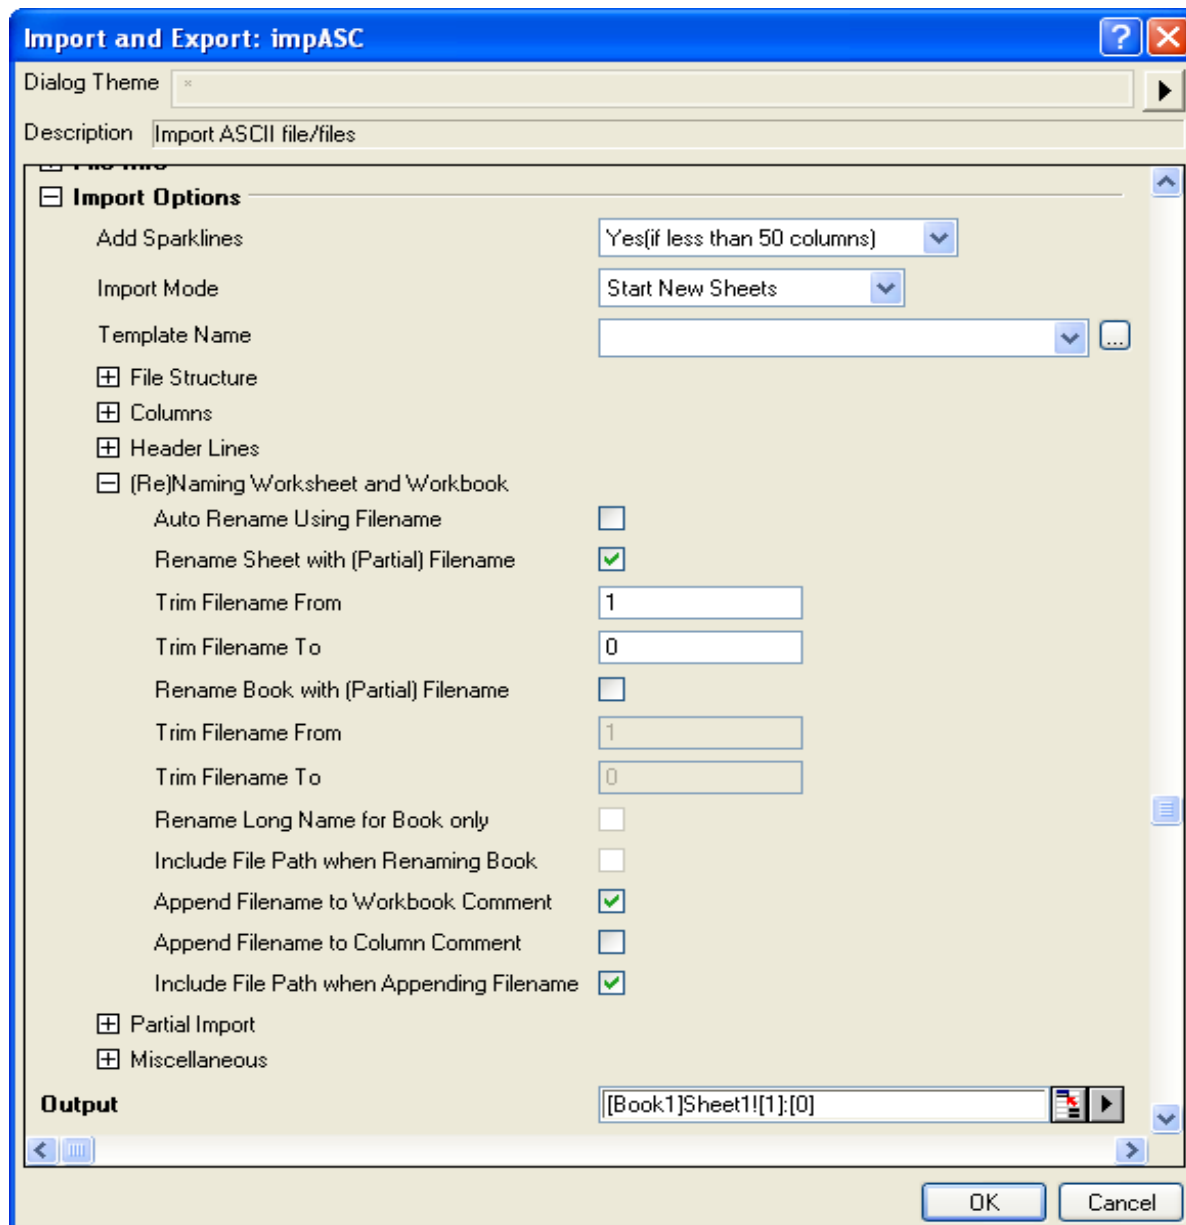 Import and Export: impASC
Dialog Theme *
Description Import ASCII file/files
File Info
Import Options
Add Sparklines Yes(if less than 50 columns)
Import Mode Start New Sheets
Template Name ...
File Structure
Columns
Header Lines
(Re)Naming Worksheet and Workbook
Auto Rename Using Filename
Rename Sheet with (Partial) Filename
Trim Filename From 1
Trim Filename To 0
Rename Book with (Partial) Filename
Trim Filename From 1
Trim Filename To 0
Rename Long Name for Book only
Include File Path when Renaming Book
Append Filename to Workbook Comment
Append Filename to Column Comment
Include File Path when Appending Filename
Partial Import
Miscellaneous
Output [Book1]Sheet1![1]:[0]
OK Cancel